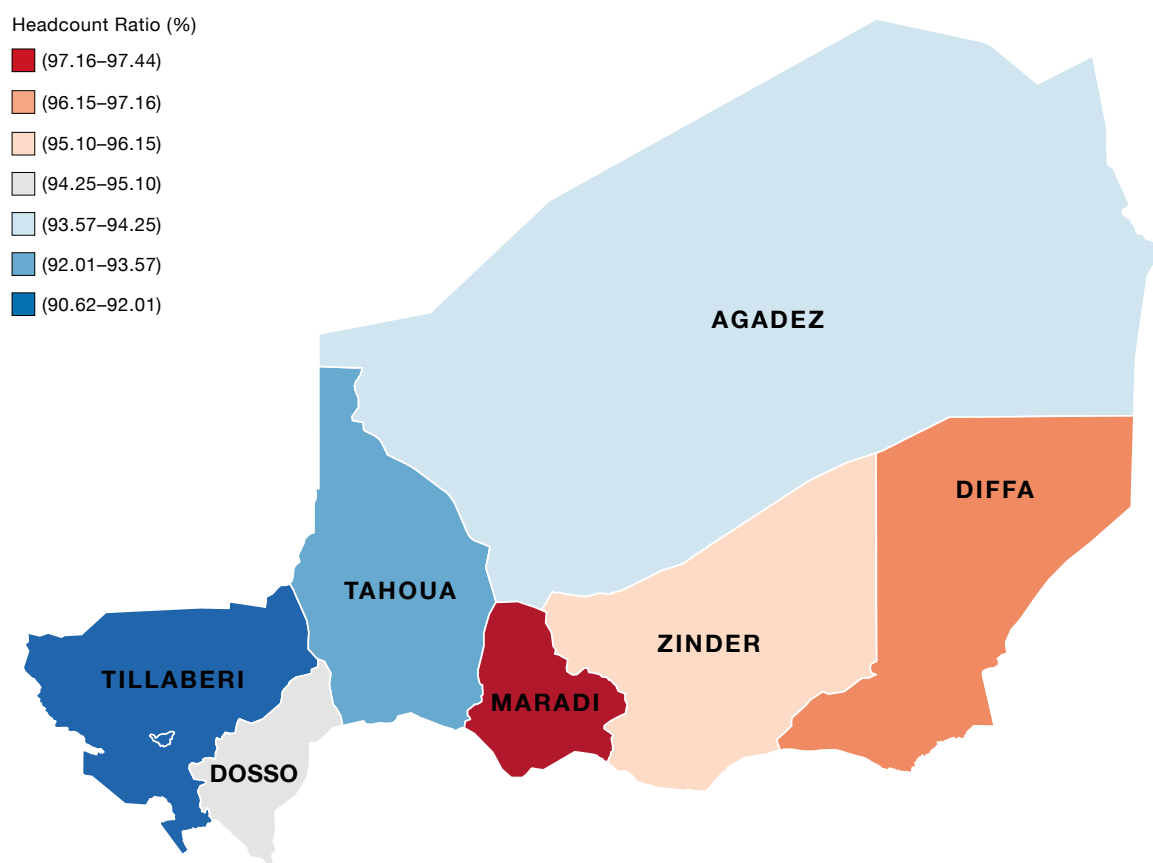 Headcount Ratio (%)
(97.16–97.44)
(96.15–97.16)
(95.10–96.15)
(94.25–95.10)
(93.57–94.25)
(92.01–93.57)
(90.62–92.01)
AGADEZ
DIFFA
TAHOUA
ZINDER
TILLABERI
MARADI
DOSSO